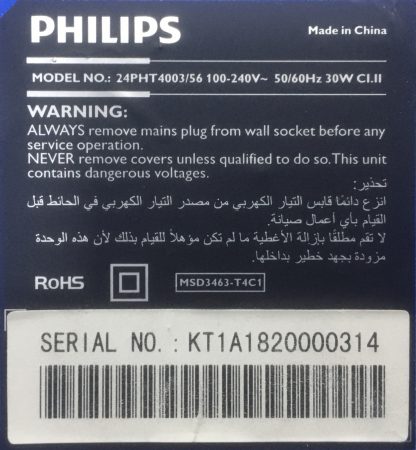 PHILIPS
Made in China
MODEL NO.: 24PHT4003/56 100-240V~ 50/60Hz 30W CI.II
WARNING:
ALWAYS remove mains plug from wall socket before any
service operation.
NEVER remove covers unless qualified to do so.This unit
contains dangerous voltages.
تحذير:
انزع دائمًا قابس التيار الكهربي من مصدر التيار الكهربي في الحائط قبل
القيام بأي أعمال صيانة.
لا تقم مطلقًا بإزالة الأغطية ما لم تكن مؤهلاً للقيام بذلك لأن هذه الوحدة
مزودة بجهد خطير بداخلها.
RoHS
MSD3463-T4C1
SERIAL NO. : KT1A1820000314